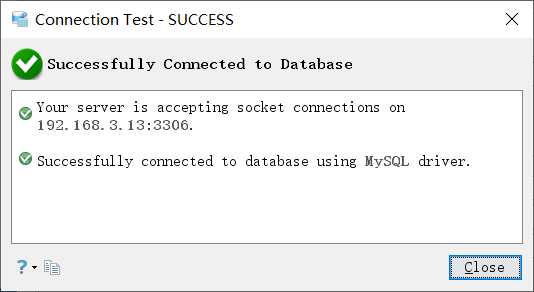 Connection Test - SUCCESS
Successfully Connected to Database
Your server is accepting socket connections on
192.168.3.13:3306.
Successfully connected to database using MySQL driver.
?
Close